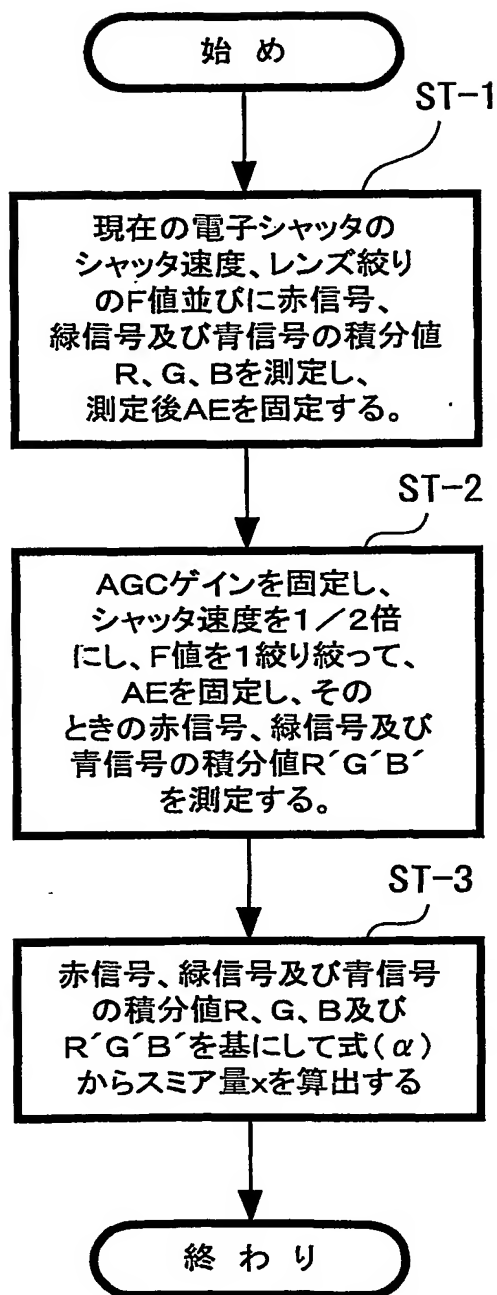 始 め
ST-1
現在の電子シャッタの
シャッタ速度、レンズ絞り
のF値並びに赤信号、
緑信号及び青信号の積分値
R、G、Bを測定し、
測定後AEを固定する。
ST-2
AGCゲインを固定し、
シャッタ速度を1/2倍
にし、F値を1絞り絞って、
AEを固定し、その
ときの赤信号、緑信号及び
青信号の積分値R´G´B´
を測定する。
ST-3
赤信号、緑信号及び青信号
の積分値R、G、B及び
R´G´B´を基にして式(α)
からスミア量xを算出する
終 わ り